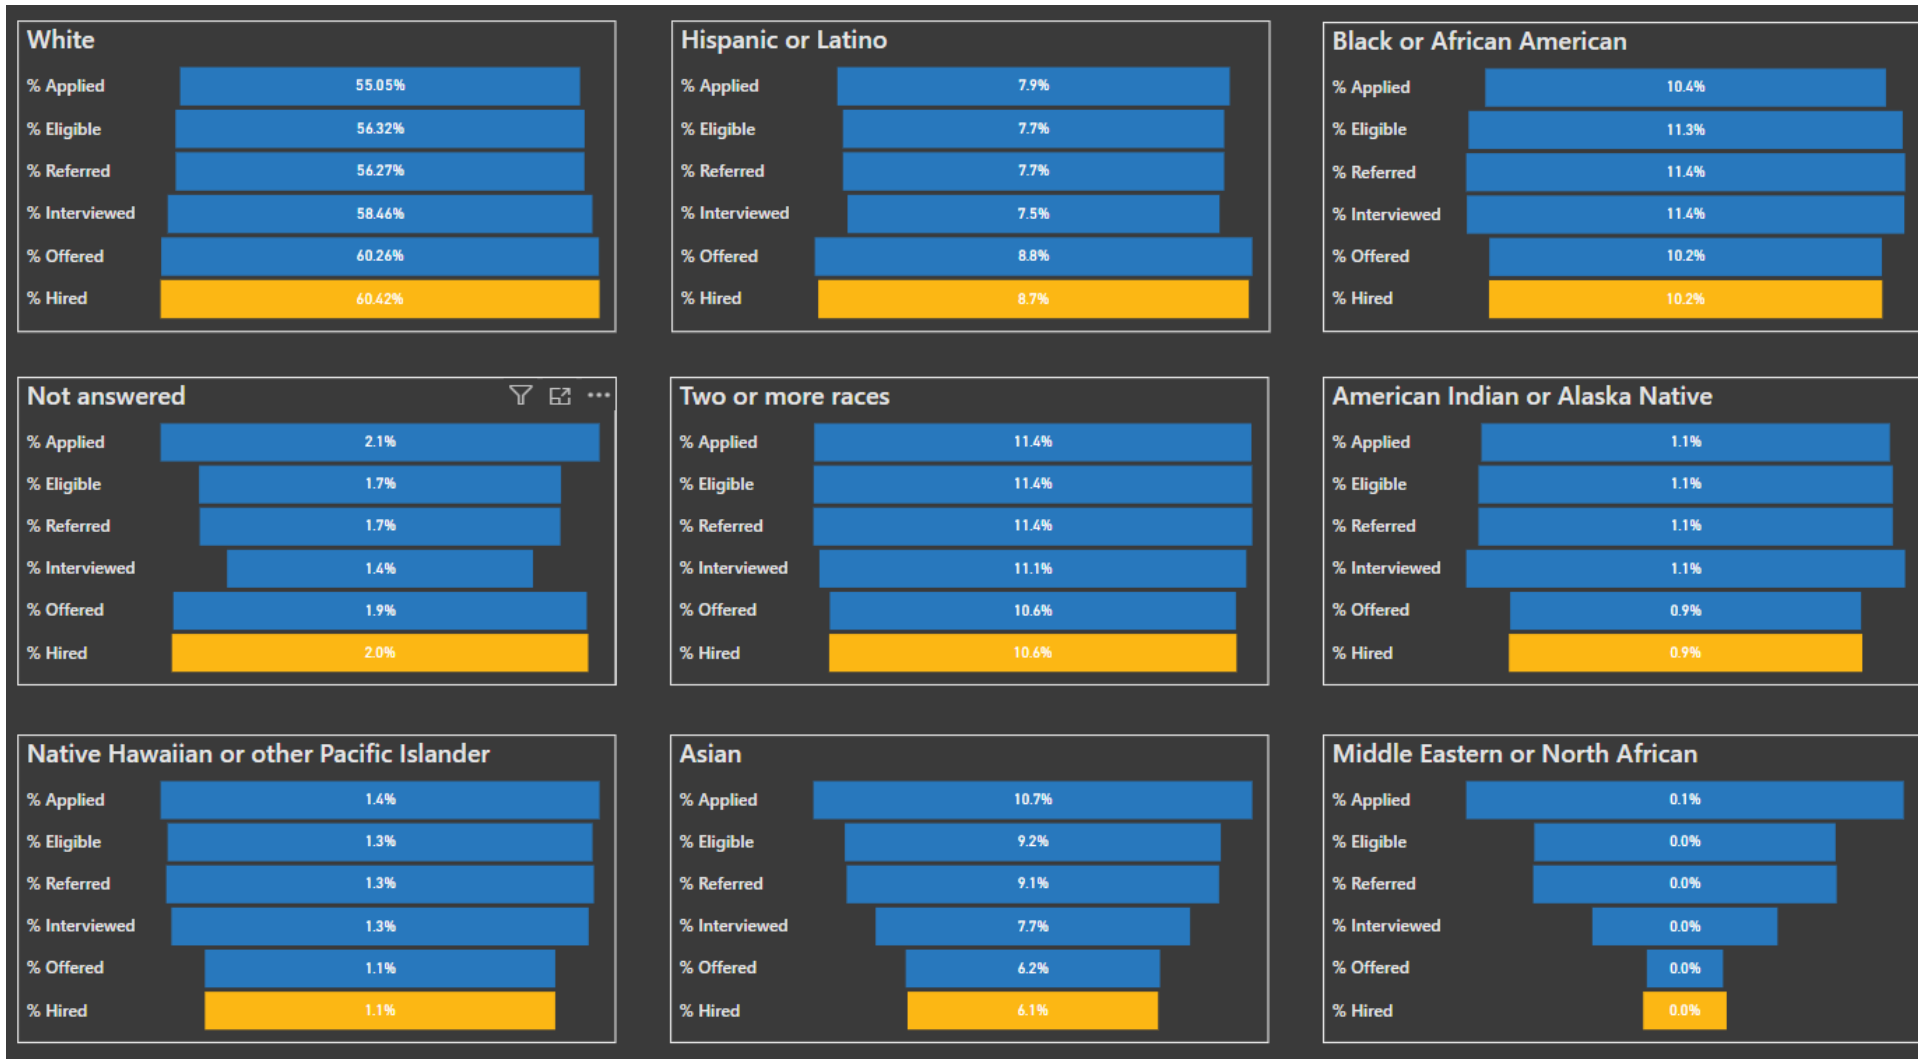 White
% Applied 55.05%
% Eligible 56.32%
% Referred 56.27%
% Interviewed 58.46%
% Offered 60.26%
% Hired 60.42%
Hispanic or Latino
% Applied 7.9%
% Eligible 7.7%
% Referred 7.7%
% Interviewed 7.5%
% Offered 8.8%
% Hired 8.7%
Black or African American
% Applied 10.4%
% Eligible 11.3%
% Referred 11.4%
% Interviewed 11.4%
% Offered 10.2%
% Hired 10.2%
Not answered
% Applied 2.1%
% Eligible 1.7%
% Referred 1.7%
% Interviewed 1.4%
% Offered 1.9%
% Hired 2.0%
Two or more races
% Applied 11.4%
% Eligible 11.4%
% Referred 11.4%
% Interviewed 11.1%
% Offered 10.6%
% Hired 10.6%
American Indian or Alaska Native
% Applied 1.1%
% Eligible 1.1%
% Referred 1.1%
% Interviewed 1.1%
% Offered 0.9%
% Hired 0.9%
Native Hawaiian or other Pacific Islander
% Applied 1.4%
% Eligible 1.3%
% Referred 1.3%
% Interviewed 1.3%
% Offered 1.1%
% Hired 1.1%
Asian
% Applied 10.7%
% Eligible 9.2%
% Referred 9.1%
% Interviewed 7.7%
% Offered 6.2%
% Hired 6.1%
Middle Eastern or North African
% Applied 0.1%
% Eligible 0.0%
% Referred 0.0%
% Interviewed 0.0%
% Offered 0.0%
% Hired 0.0%